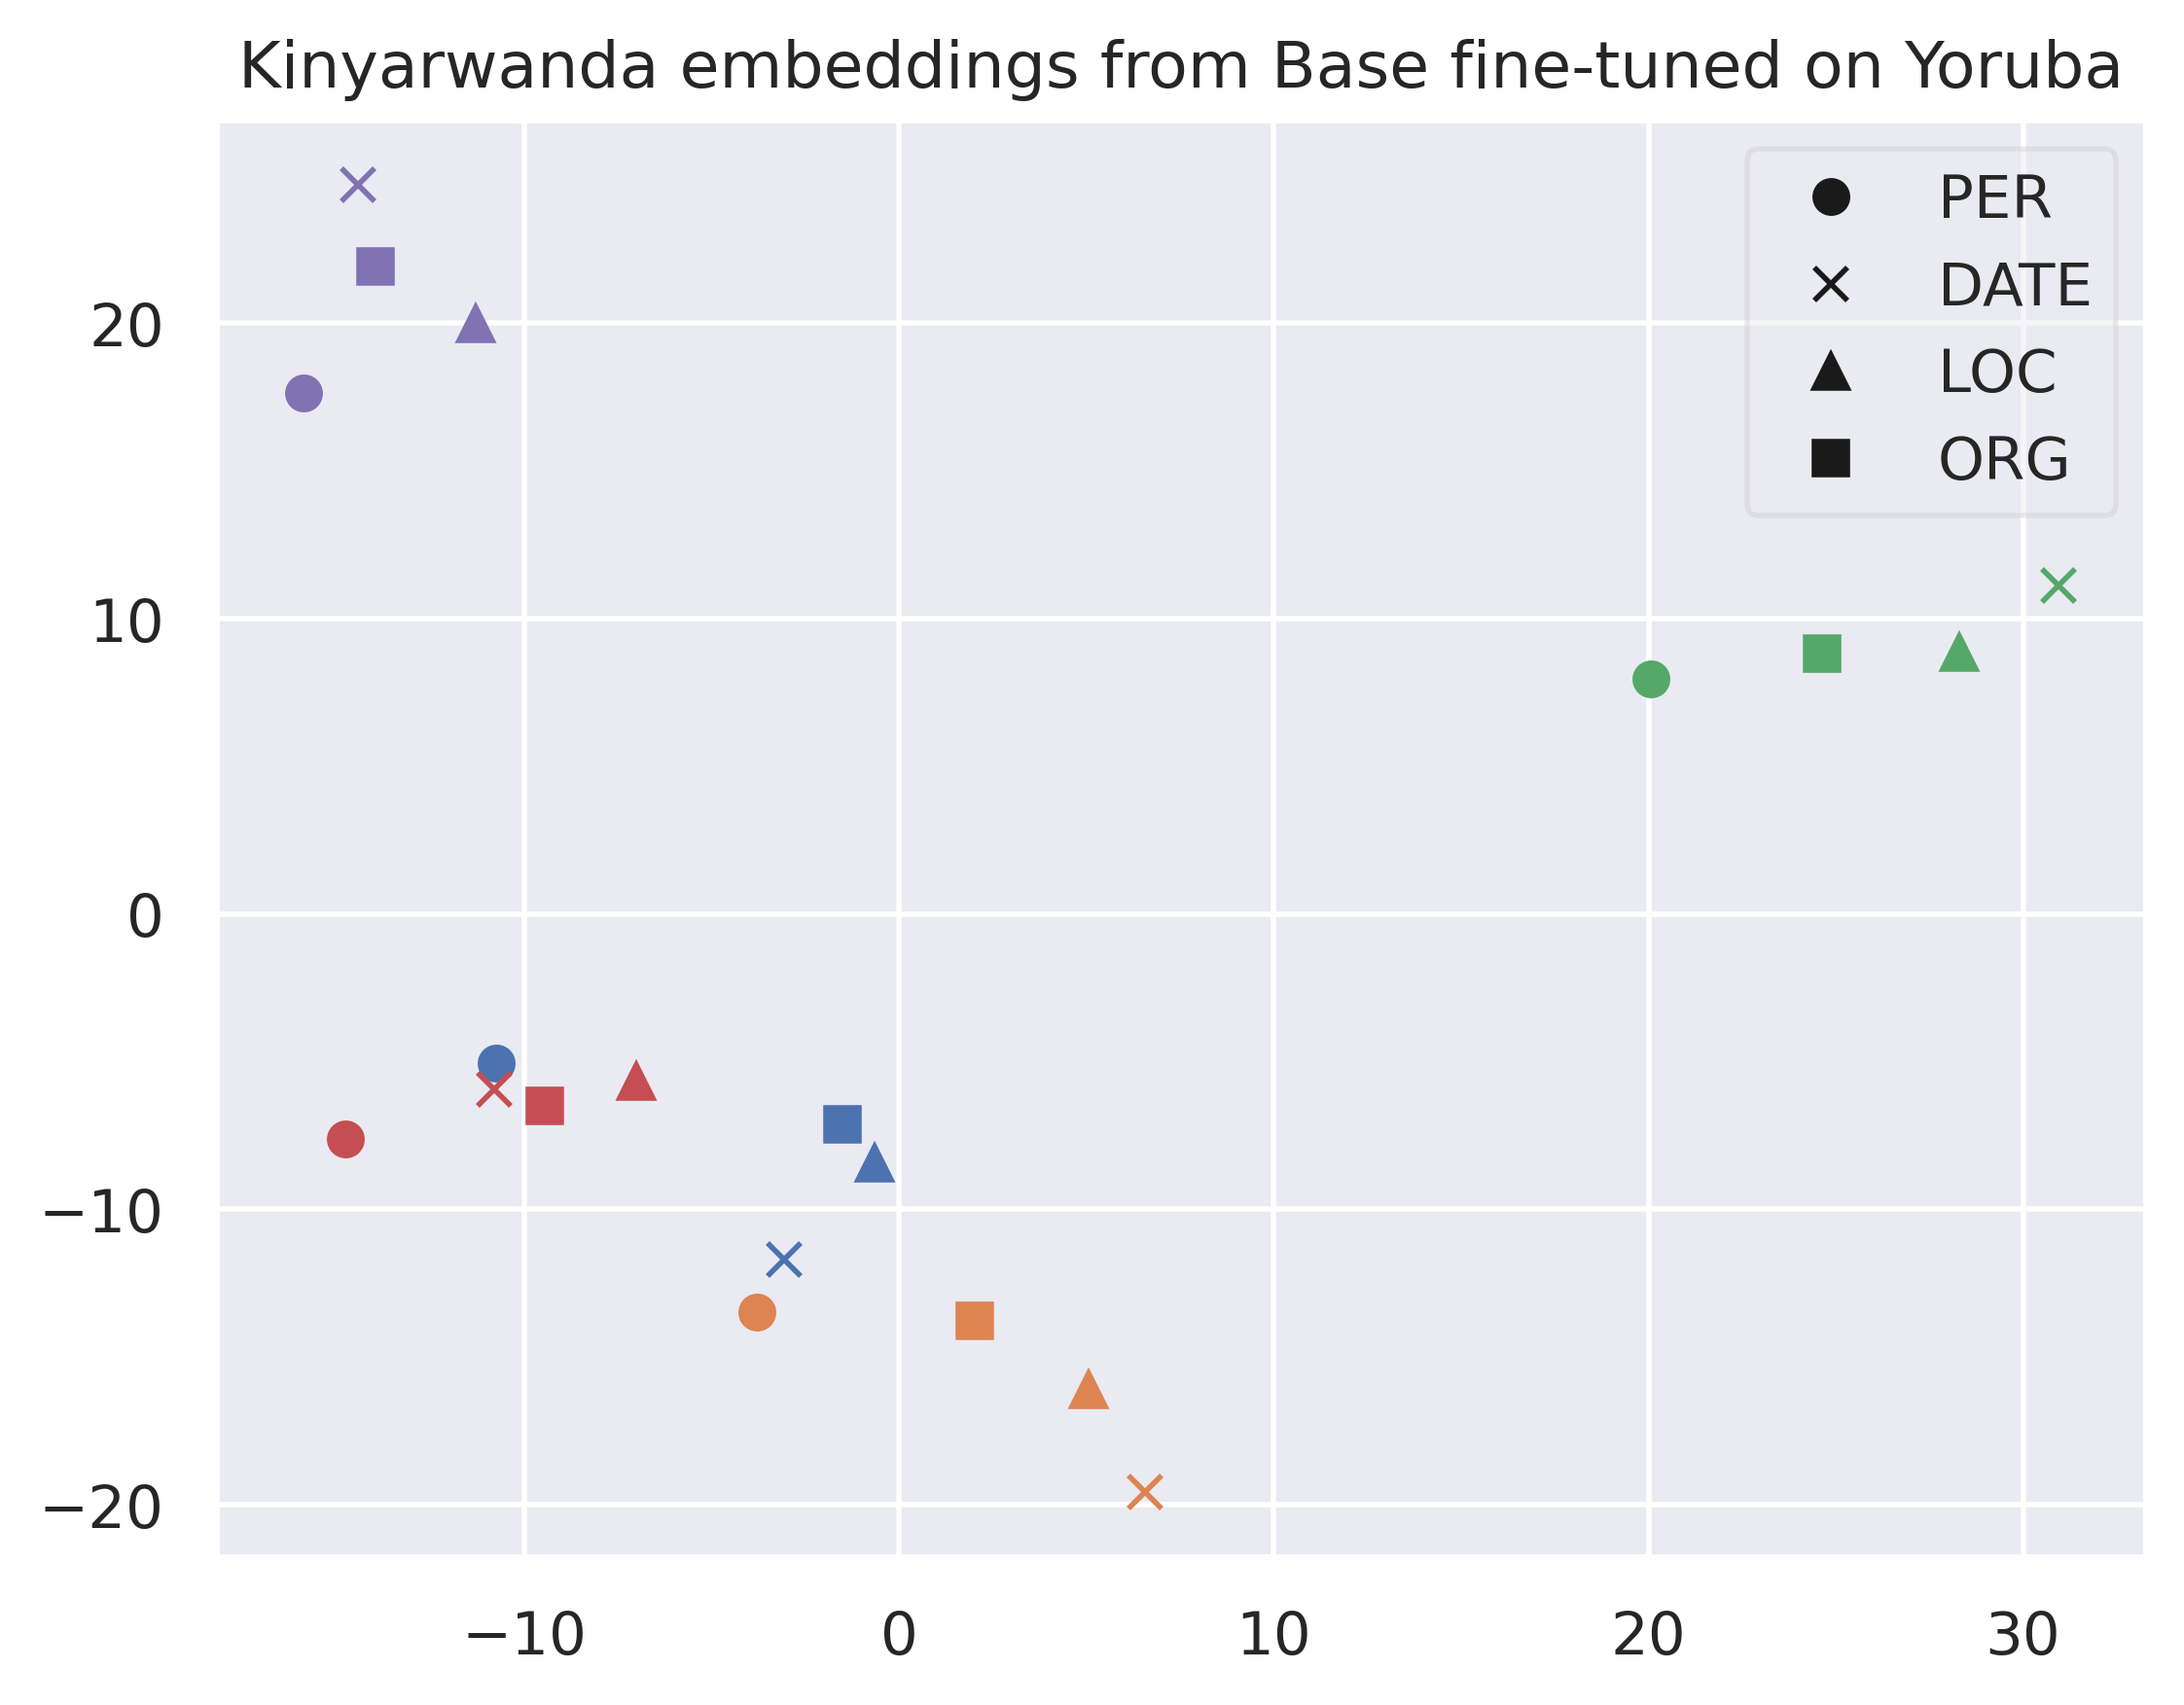 Kinyarwanda embeddings from Base fine-tuned on Yoruba
PER
DATE
LOC
ORG
20
10
0
−10
−20
−10 0 10 20 30